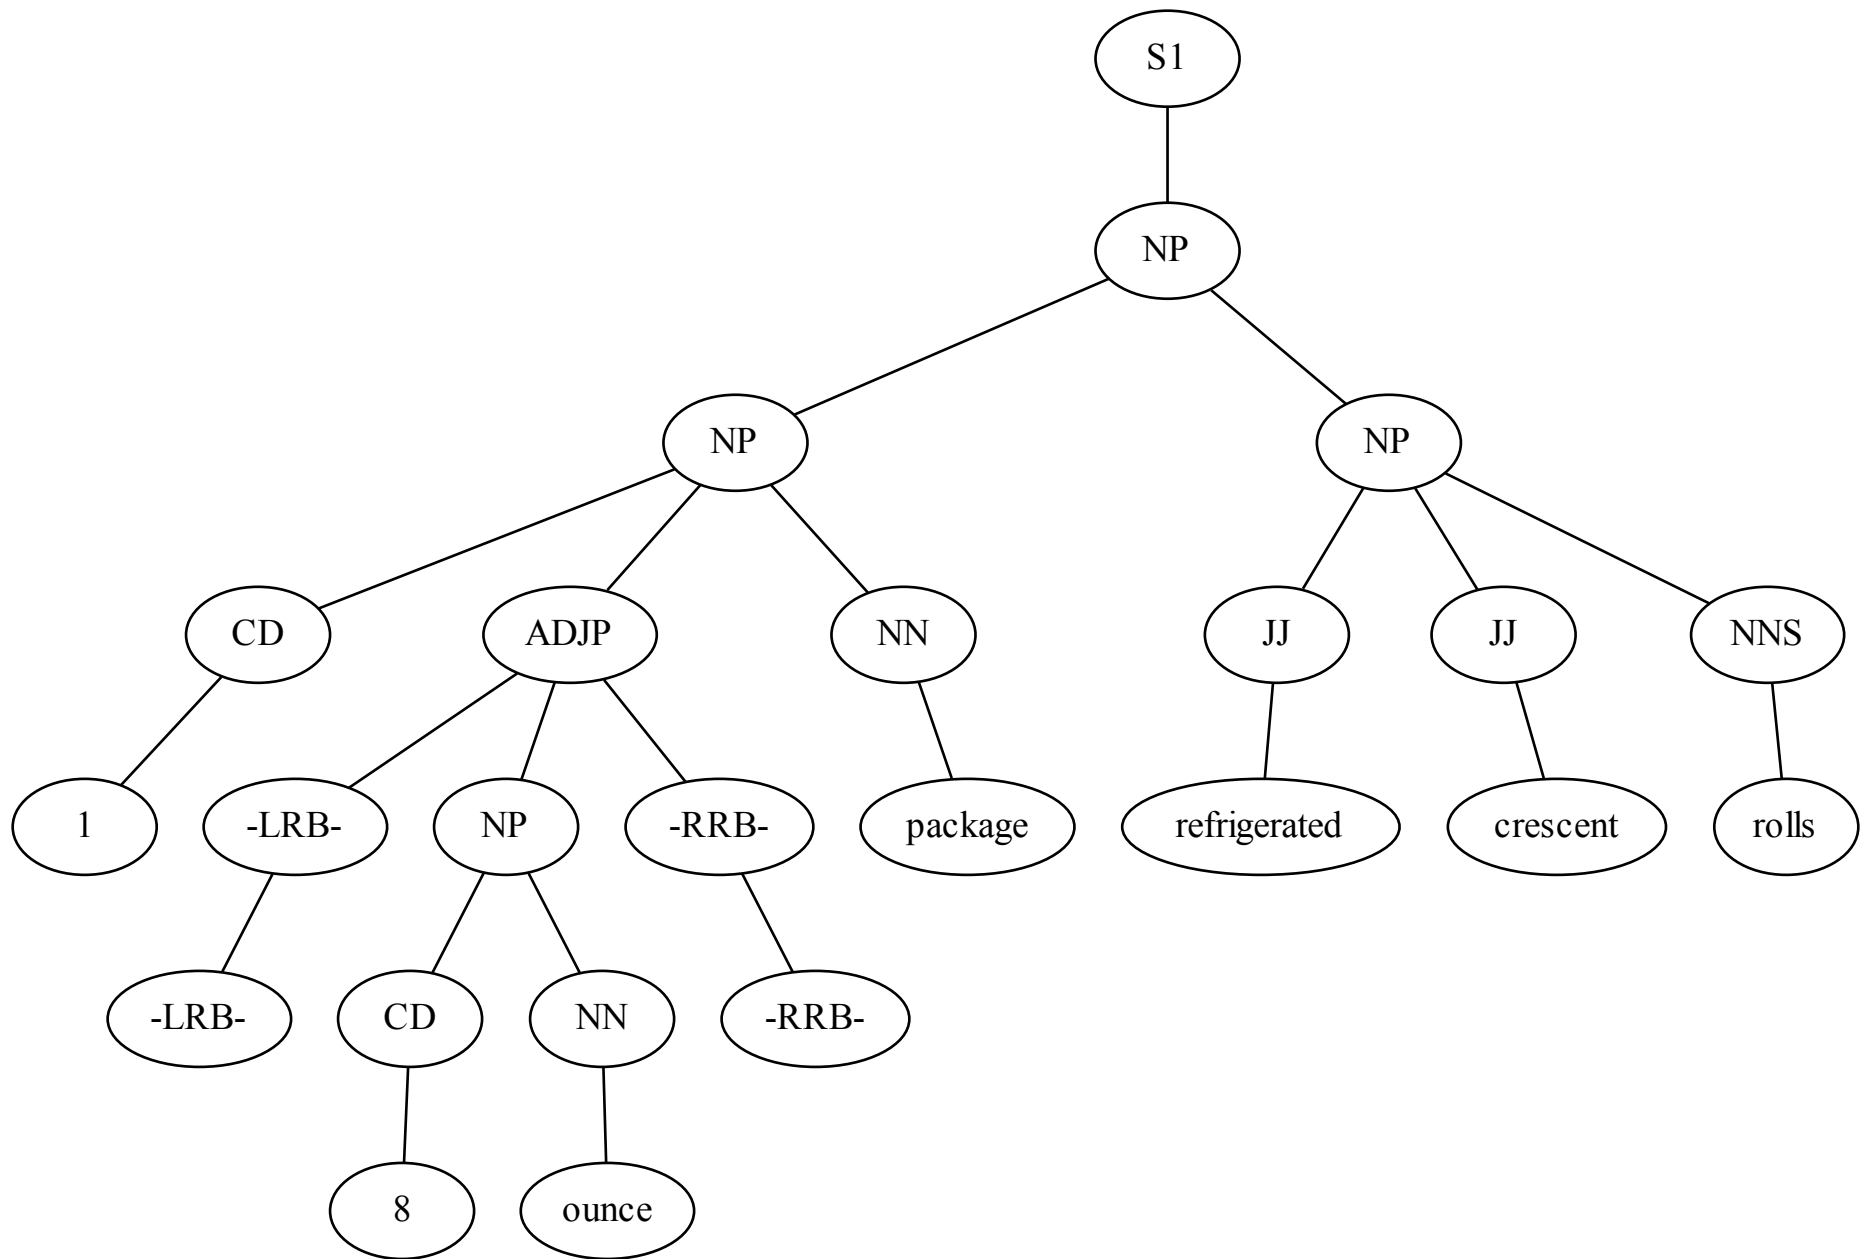 S1
NP
NP NP
CD ADJP NN JJ JJ NNS
1 -LRB- NP -RRB- package refrigerated crescent rolls
-LRB- CD NN -RRB-
8 ounce